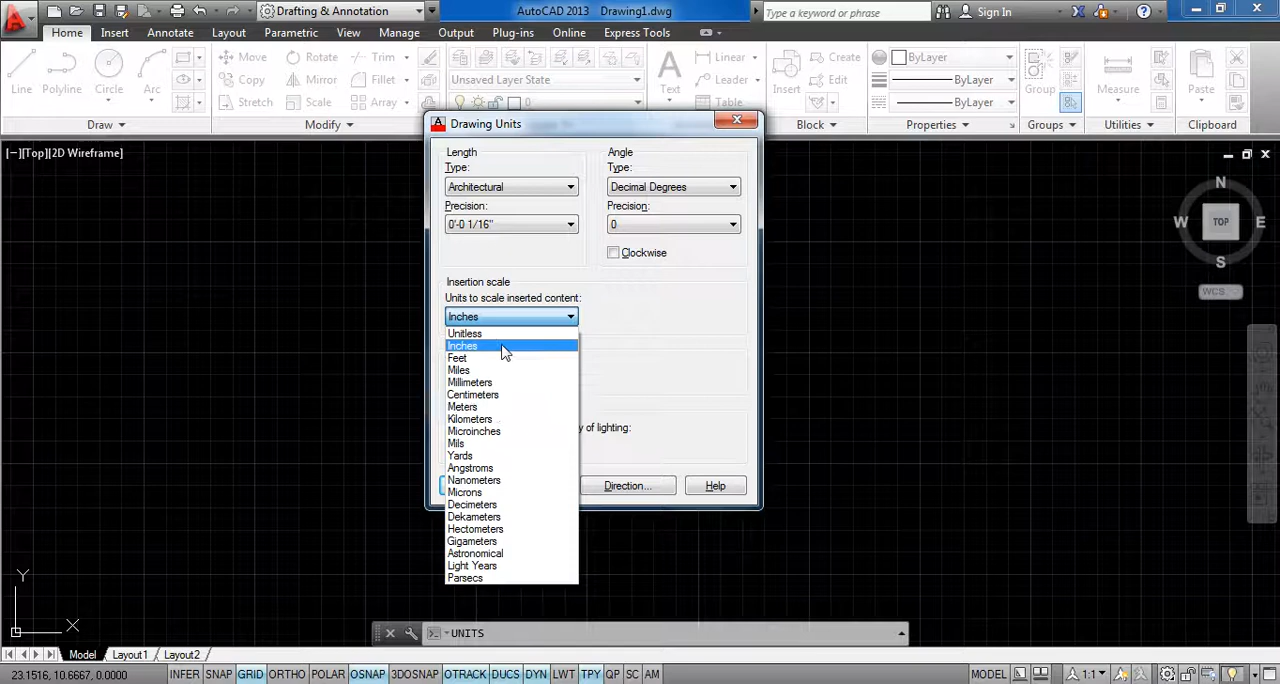 Drafting & Annotation
AutoCAD 2013 Drawing1.dwg
Type a keyword or phrase
Sign In
Home Insert Annotate Layout Parametric View Manage Output Plug-ins Online Express Tools
Line Polyline Circle Arc
Move Rotate Trim
Copy Mirror Fillet
Stretch Scale Array
Unsaved Layer State
0
Text
Linear
Leader
Table
Insert
Create
Edit
ByLayer
ByLayer
ByLayer
Group Measure Paste
Draw Modify Block Properties Groups Utilities Clipboard
[−][Top][2D Wireframe]
Drawing Units
Length
Type:
Architectural
Precision:
0'-0 1/16"
Angle
Type:
Decimal Degrees
Precision:
0
Clockwise
Insertion scale
Units to scale inserted content:
Inches
Unitless
Inches
Feet
Miles
Millimeters
Centimeters
Meters
Kilometers
Microinches
Mils
Yards
Angstroms
Nanometers
Microns
Decimeters
Dekameters
Hectometers
Gigameters
Astronomical
Light Years
Parsecs
y of lighting:
Direction...
Help
N
W TOP E
S
WCS
Y
X
UNITS
Model Layout1 Layout2
23.1516, 10.6667, 0.0000
INFER SNAP GRID ORTHO POLAR OSNAP 3DOSNAP OTRACK DUCS DYN LWT TPY QP SC AM
MODEL
1:1